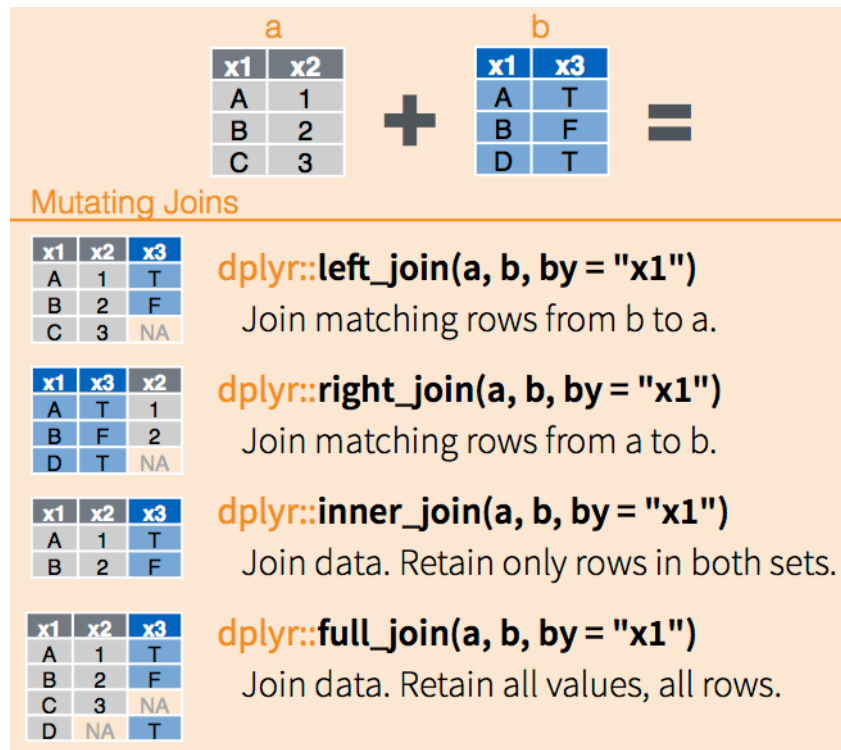 a b
x1 x2 x1 x3
A 1 A T
B 2 + B F =
C 3 D T
Mutating Joins
x1 x2 x3
A 1 T
B 2 F
C 3 NA
dplyr::left_join(a, b, by = "x1")
Join matching rows from b to a.
x1 x3 x2
A T 1
B F 2
D T NA
dplyr::right_join(a, b, by = "x1")
Join matching rows from a to b.
x1 x2 x3
A 1 T
B 2 F
dplyr::inner_join(a, b, by = "x1")
Join data. Retain only rows in both sets.
x1 x2 x3
A 1 T
B 2 F
C 3 NA
D NA T
dplyr::full_join(a, b, by = "x1")
Join data. Retain all values, all rows.